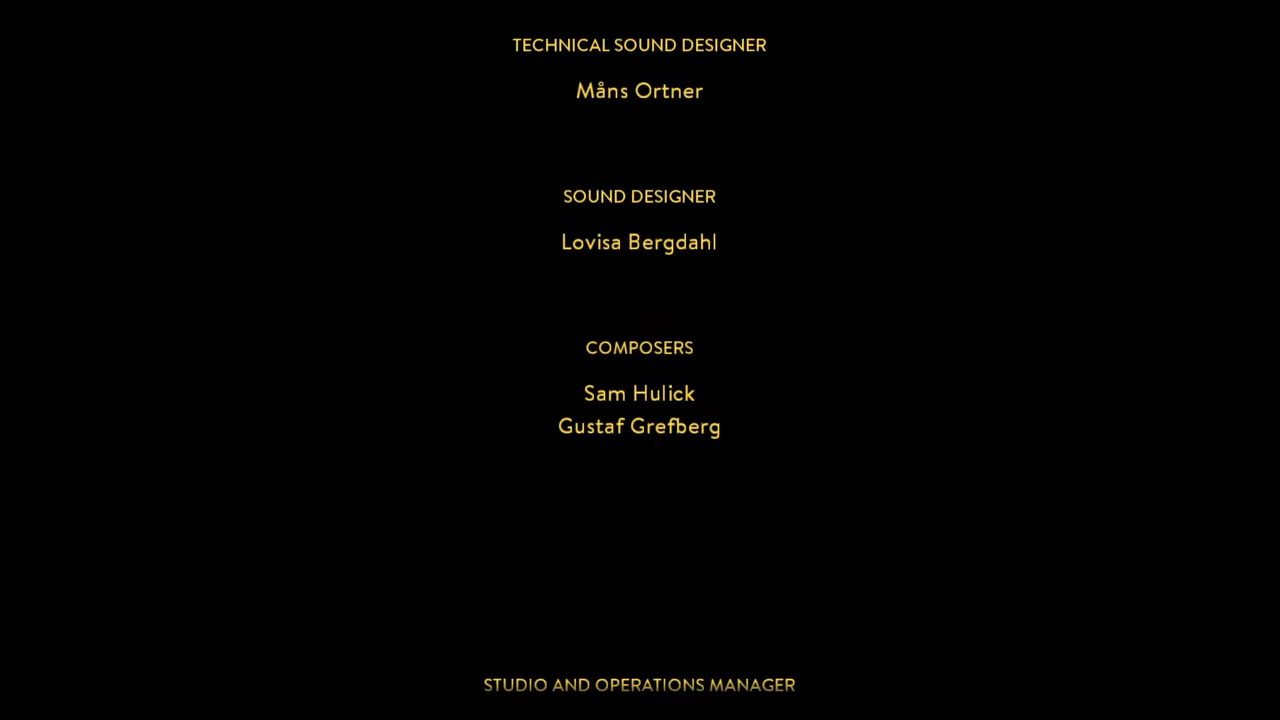 TECHNICAL SOUND DESIGNER
Måns Ortner
SOUND DESIGNER
Lovisa Bergdahl
COMPOSERS
Sam Hulick
Gustaf Grefberg
STUDIO AND OPERATIONS MANAGER